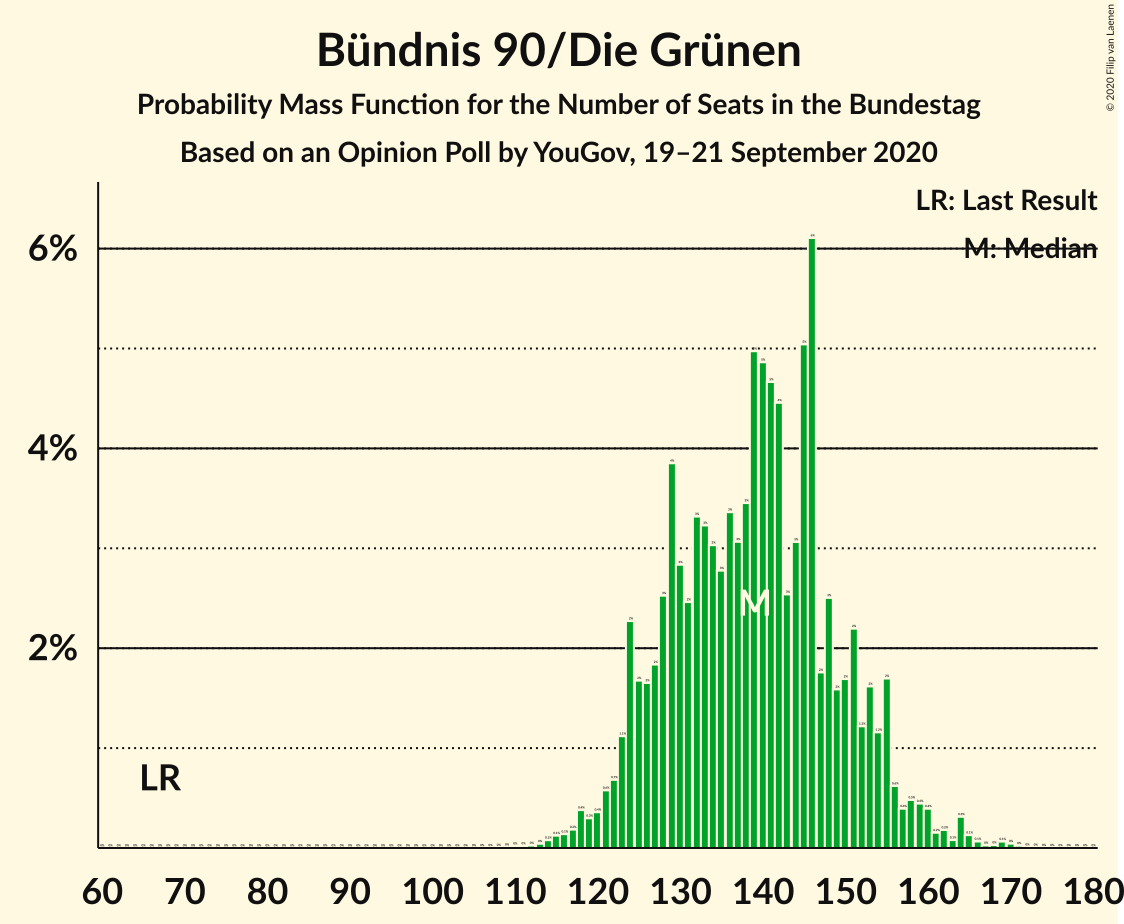 Bündnis 90/Die Grünen
Probability Mass Function for the Number of Seats in the Bundestag
Based on an Opinion Poll by YouGov, 19–21 September 2020
© 2020 Filip van Laenen
LR: Last Result
M: Median
6%
4%
2%
M
LR
60 70 80 90 100 110 120 130 140 150 160 170 180